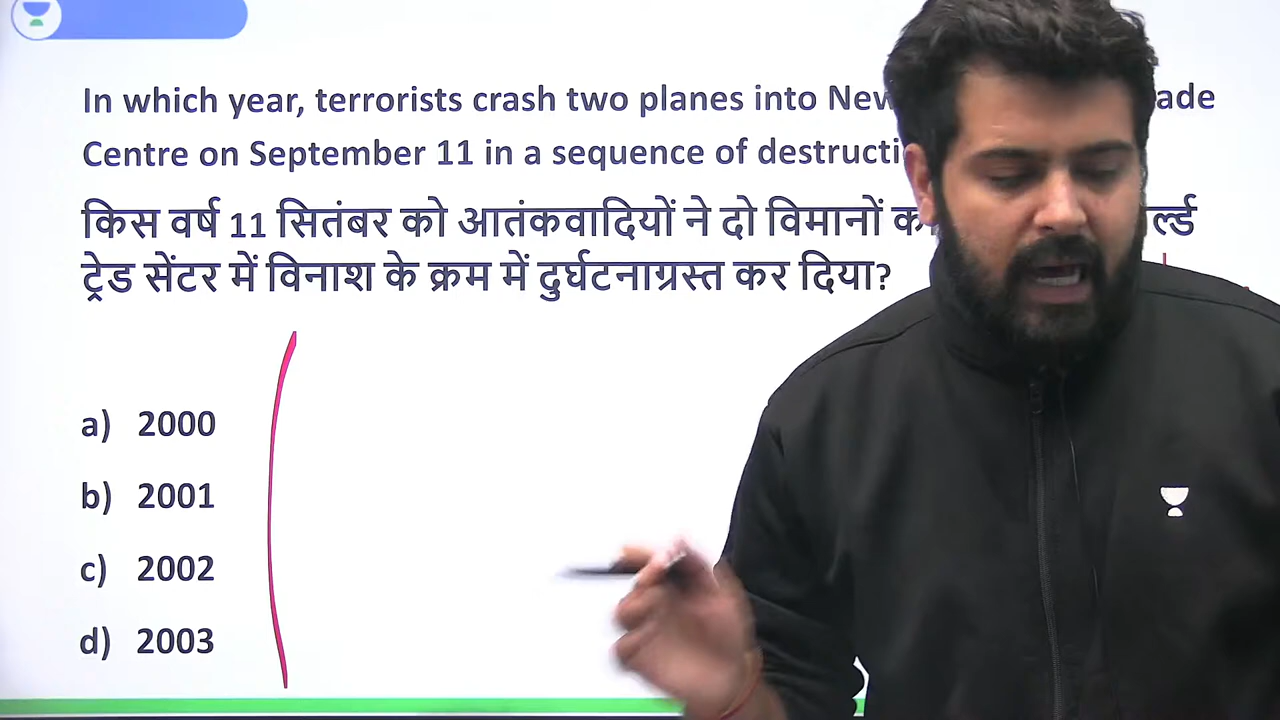 In which year, terrorists crash two planes into New ade
Centre on September 11 in a sequence of destructi
किस वर्ष 11 सितंबर को आतंकवादियों ने दो विमानों र्ल्ड
ट्रेड सेंटर में विनाश के क्रम में दुर्घटनाग्रस्त कर दिया?
a) 2000
b) 2001
c) 2002
d) 2003